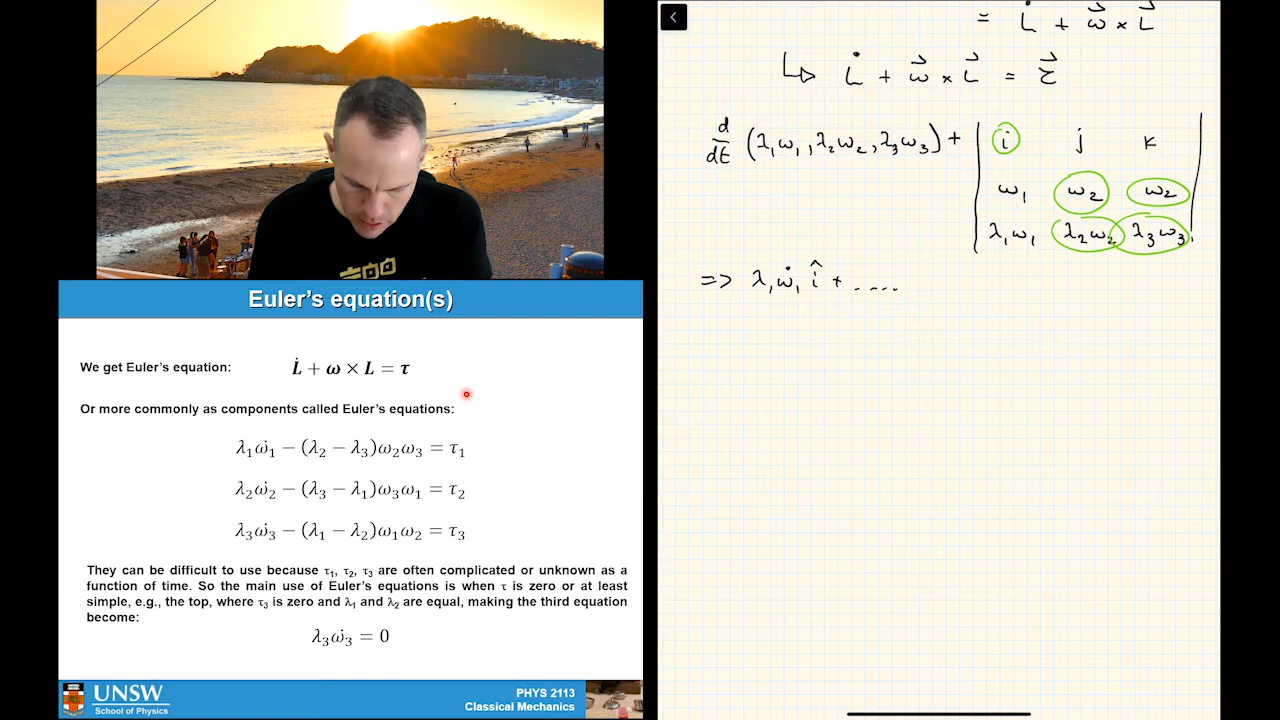 Euler's equation(s)
We get Euler's equation: L̇ + ω × L = τ
Or more commonly as components called Euler's equations:
λ₁ω̇₁ − (λ₂ − λ₃)ω₂ω₃ = τ₁
λ₂ω̇₂ − (λ₃ − λ₁)ω₃ω₁ = τ₂
λ₃ω̇₃ − (λ₁ − λ₂)ω₁ω₂ = τ₃
They can be difficult to use because τ₁, τ₂, τ₃ are often complicated or unknown as a
function of time. So the main use of Euler's equations is when τ is zero or at least
simple, e.g., the top, where τ₃ is zero and λ₁ and λ₂ are equal, making the third equation
become:
λ₃ω̇₃ = 0
UNSW
School of Physics
PHYS 2113
Classical Mechanics
= L̇ + ω⃗ × L⃗
↳ L̇ + ω⃗ × L⃗ = τ⃗
d/dt (λ₁ω₁, λ₂ω₂, λ₃ω₃) + | i j k
ω₁ ω₂ ω₂
λ₁ω₁ λ₂ω₂ λ₃ω₃ |
=> λ₁ω̇₁ î + .....